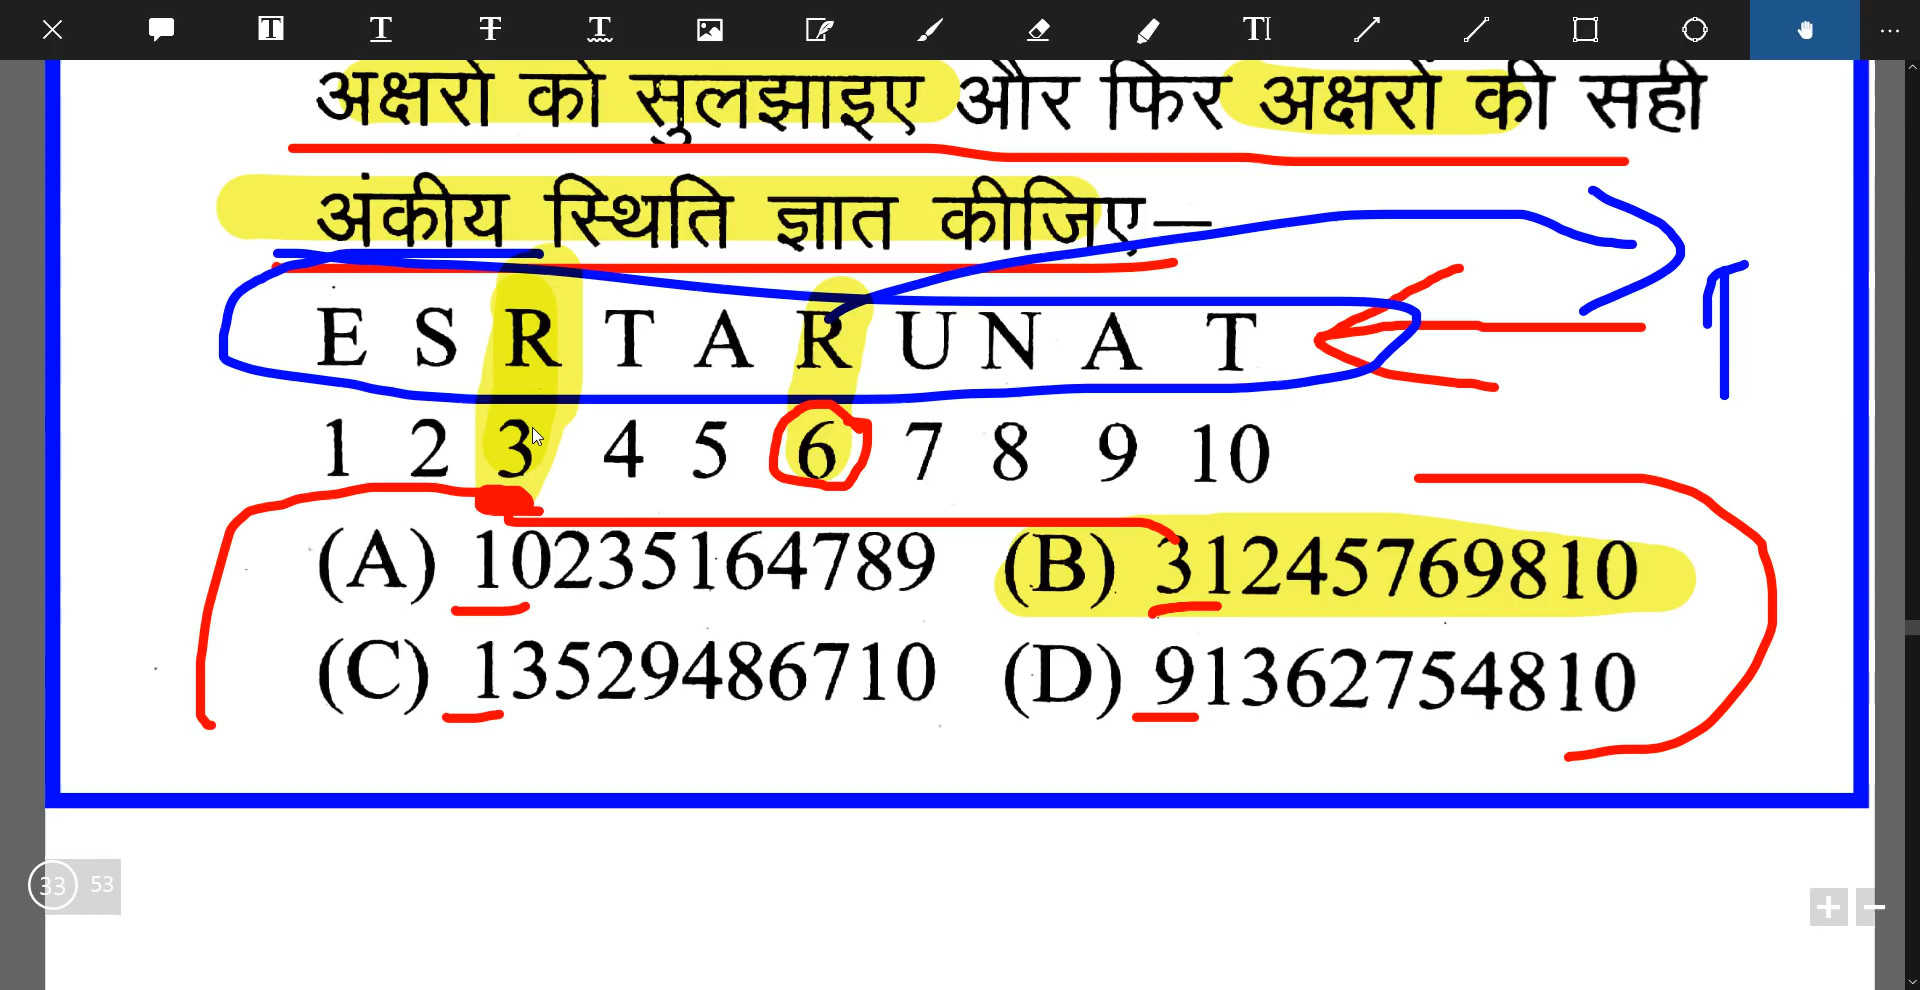 अक्षरों को सुलझाइए और फिर अक्षरों की सही
अंकीय स्थिति ज्ञात कीजिए—
E S R T A R U N A T
1 2 3 4 5 6 7 8 9 10
(A) 10235164789 (B) 31245769810
(C) 13529486710 (D) 91362754810
33 53